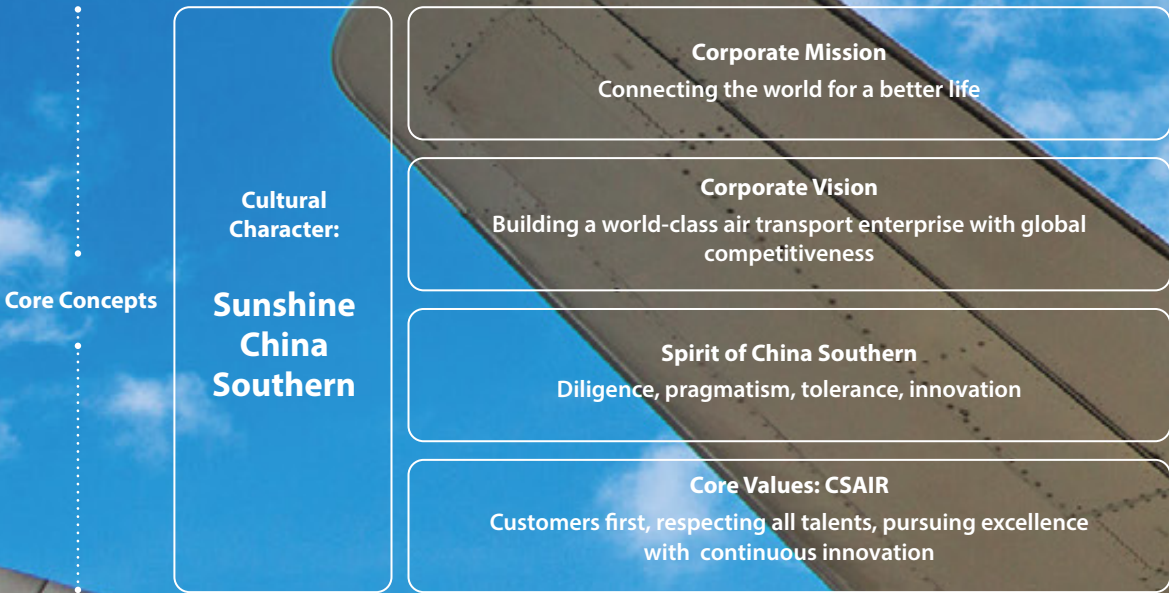 Core Concepts
Cultural
Character:
Sunshine
China
Southern
Corporate Mission
Connecting the world for a better life
Corporate Vision
Building a world-class air transport enterprise with global
competitiveness
Spirit of China Southern
Diligence, pragmatism, tolerance, innovation
Core Values: CSAIR
Customers first, respecting all talents, pursuing excellence
with continuous innovation